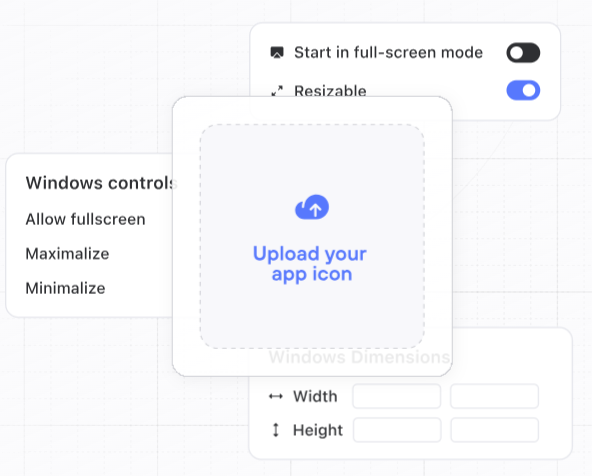 Start in full-screen mode
Resizable
Windows controls
Allow fullscreen
Maximalize
Minimalize
Upload your
app icon
Windows Dimensions
Width
Height